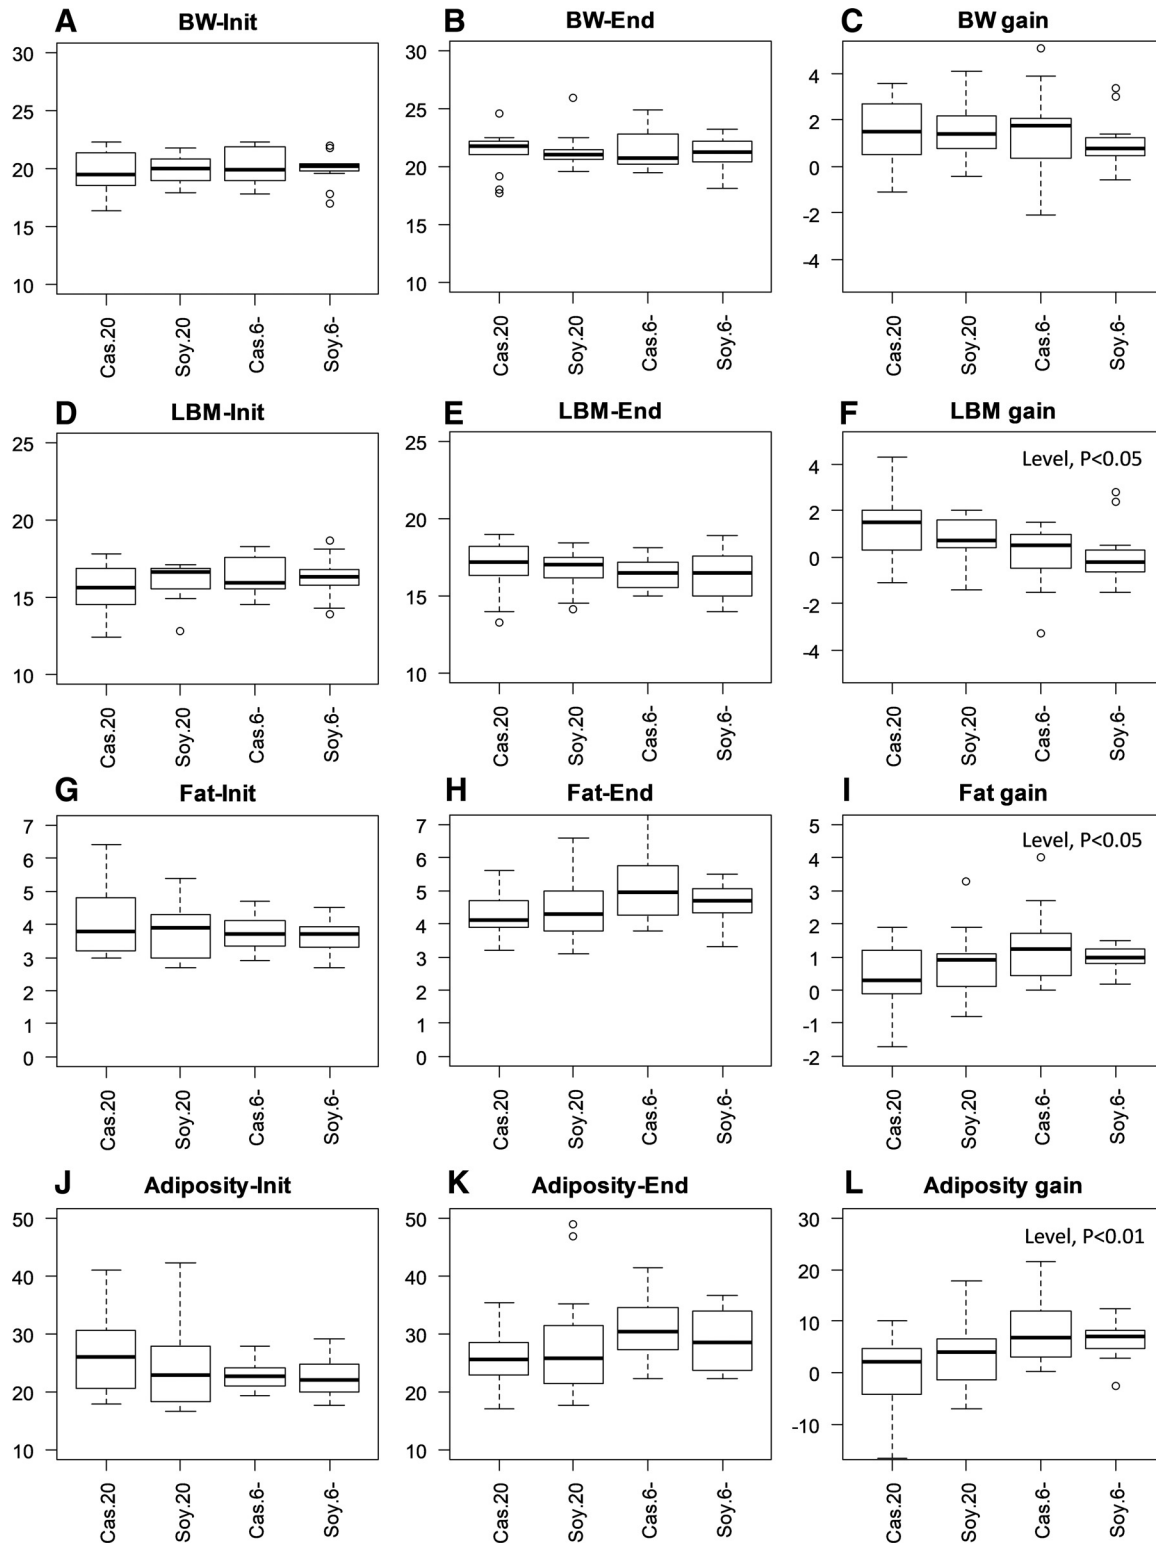 A BW-Init
30
25
20
15
10
Cas.20
Soy.20
Cas.6-
Soy.6-
B BW-End
30
25
20
15
10
Cas.20
Soy.20
Cas.6-
Soy.6-
C BW gain
4
2
0
-2
-4
Cas.20
Soy.20
Cas.6-
Soy.6-
D LBM-Init
25
20
15
10
Cas.20
Soy.20
Cas.6-
Soy.6-
E LBM-End
25
20
15
10
Cas.20
Soy.20
Cas.6-
Soy.6-
F LBM gain
Level, P<0.05
4
2
0
-2
-4
Cas.20
Soy.20
Cas.6-
Soy.6-
G Fat-Init
7
6
5
4
3
2
1
0
Cas.20
Soy.20
Cas.6-
Soy.6-
H Fat-End
7
6
5
4
3
2
1
0
Cas.20
Soy.20
Cas.6-
Soy.6-
I Fat gain
Level, P<0.05
5
4
3
2
1
0
-1
-2
Cas.20
Soy.20
Cas.6-
Soy.6-
J Adiposity-Init
50
40
30
20
10
Cas.20
Soy.20
Cas.6-
Soy.6-
K Adiposity-End
50
40
30
20
10
Cas.20
Soy.20
Cas.6-
Soy.6-
L Adiposity gain
Level, P<0.01
30
20
10
0
-10
Cas.20
Soy.20
Cas.6-
Soy.6-